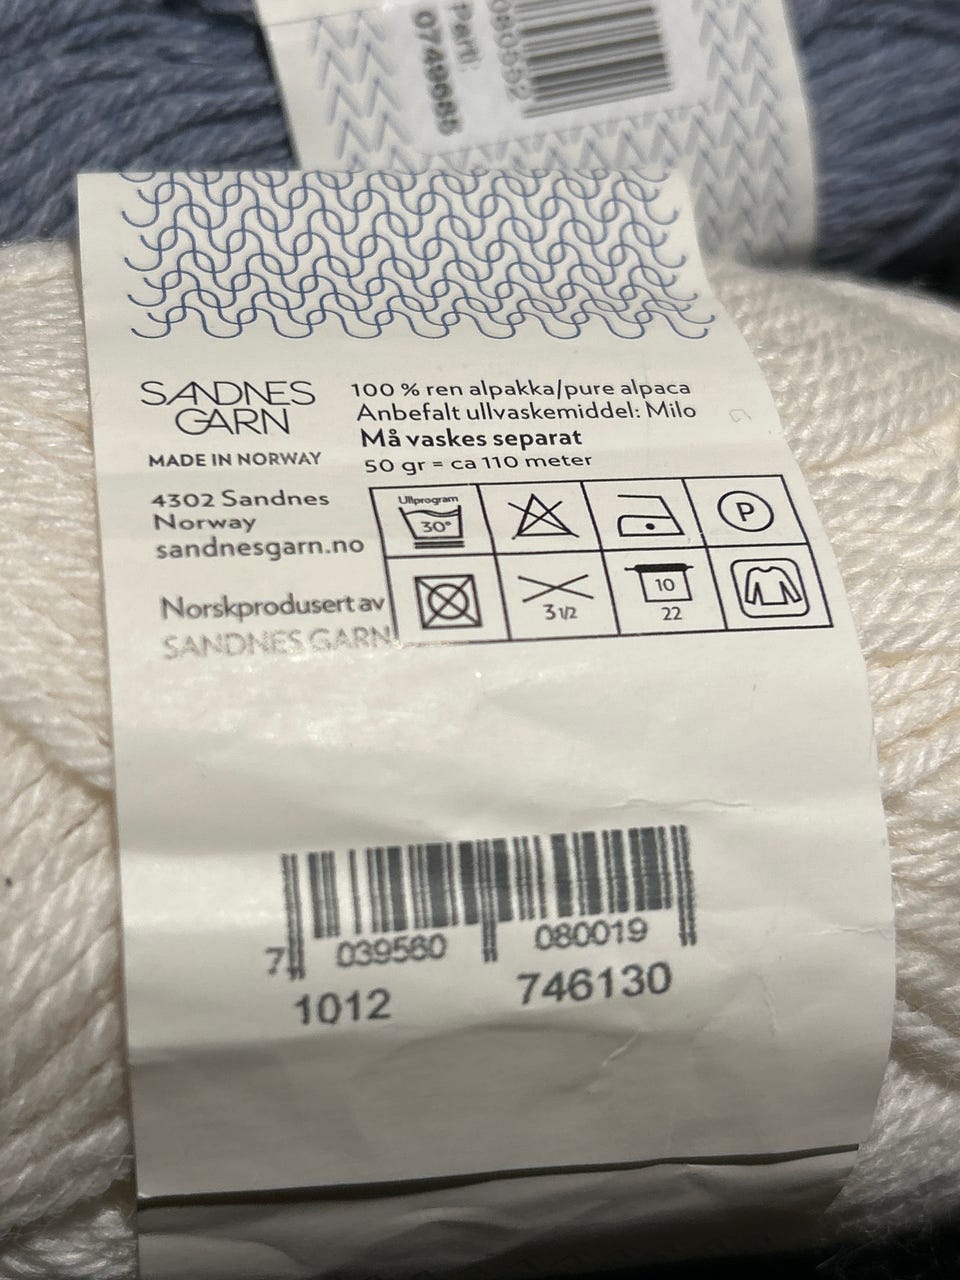 Parti:
0749685
080392
SANDNES
GARN
MADE IN NORWAY
4302 Sandnes
Norway
sandnesgarn.no
Norskprodusert av
SANDNES GARN
100 % ren alpakka/pure alpaca
Anbefalt ullvaskemiddel: Milo
Må vaskes separat
50 gr = ca 110 meter
Ullprogram
30°
P
3 1/2
10
22
7 039560 080019
1012 746130